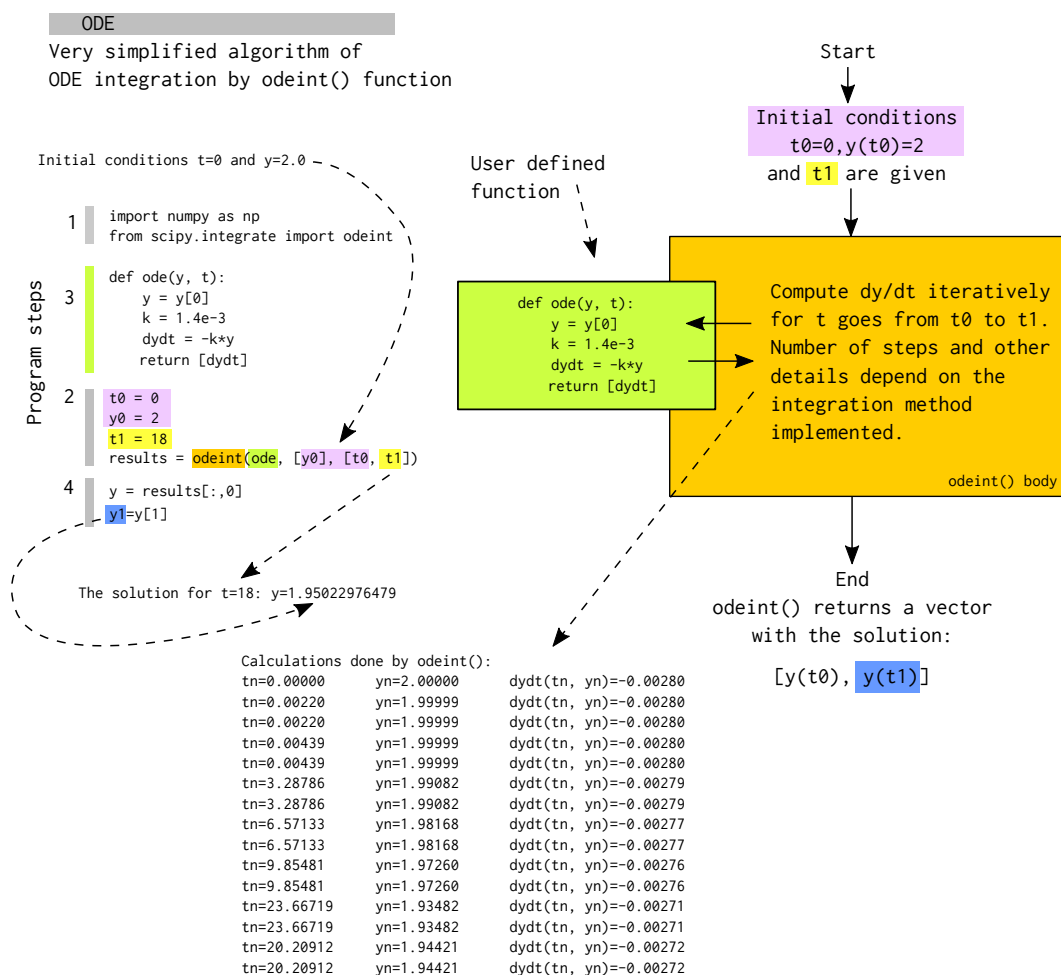 ODE
Very simplified algorithm of
ODE integration by odeint() function
Initial conditions t=0 and y=2.0
Program steps
1
import numpy as np
from scipy.integrate import odeint
3
def ode(y, t):
y = y[0]
k = 1.4e-3
dydt = -k*y
return [dydt]
2
t0 = 0
y0 = 2
t1 = 18
results = odeint(ode, [y0], [t0, t1])
4
y = results[:,0]
y1=y[1]
The solution for t=18: y=1.95022976479
User defined
function
def ode(y, t):
y = y[0]
k = 1.4e-3
dydt = -k*y
return [dydt]
Start
Initial conditions
t0=0,y(t0)=2
and t1 are given
Compute dy/dt iteratively
for t goes from t0 to t1.
Number of steps and other
details depend on the
integration method
implemented.
odeint() body
End
odeint() returns a vector
with the solution:
[y(t0), y(t1)]
Calculations done by odeint():
tn=0.00000 yn=2.00000 dydt(tn, yn)=-0.00280
tn=0.00220 yn=1.99999 dydt(tn, yn)=-0.00280
tn=0.00220 yn=1.99999 dydt(tn, yn)=-0.00280
tn=0.00439 yn=1.99999 dydt(tn, yn)=-0.00280
tn=0.00439 yn=1.99999 dydt(tn, yn)=-0.00280
tn=3.28786 yn=1.99082 dydt(tn, yn)=-0.00279
tn=3.28786 yn=1.99082 dydt(tn, yn)=-0.00279
tn=6.57133 yn=1.98168 dydt(tn, yn)=-0.00277
tn=6.57133 yn=1.98168 dydt(tn, yn)=-0.00277
tn=9.85481 yn=1.97260 dydt(tn, yn)=-0.00276
tn=9.85481 yn=1.97260 dydt(tn, yn)=-0.00276
tn=23.66719 yn=1.93482 dydt(tn, yn)=-0.00271
tn=23.66719 yn=1.93482 dydt(tn, yn)=-0.00271
tn=20.20912 yn=1.94421 dydt(tn, yn)=-0.00272
tn=20.20912 yn=1.94421 dydt(tn, yn)=-0.00272